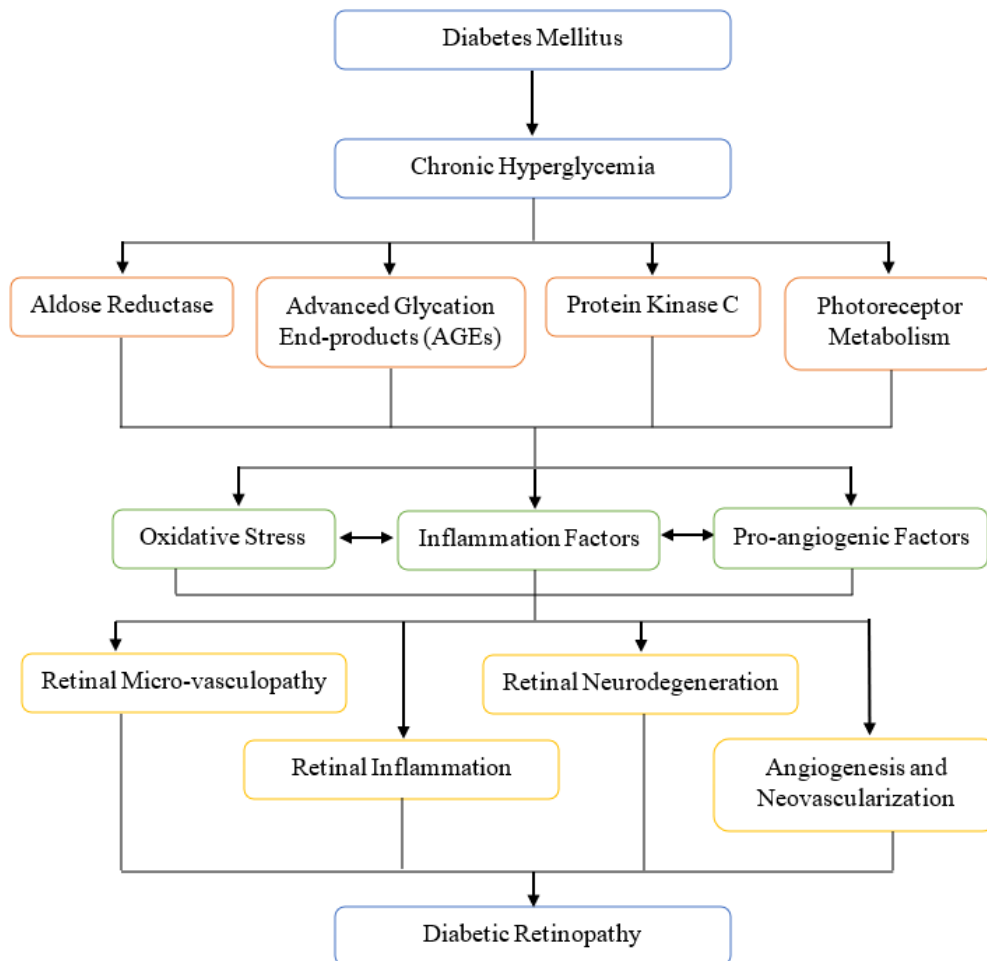 Diabetes Mellitus
Chronic Hyperglycemia
Aldose Reductase
Advanced Glycation
End-products (AGEs)
Protein Kinase C
Photoreceptor
Metabolism
Oxidative Stress
Inflammation Factors
Pro-angiogenic Factors
Retinal Micro-vasculopathy
Retinal Neurodegeneration
Retinal Inflammation
Angiogenesis and
Neovascularization
Diabetic Retinopathy